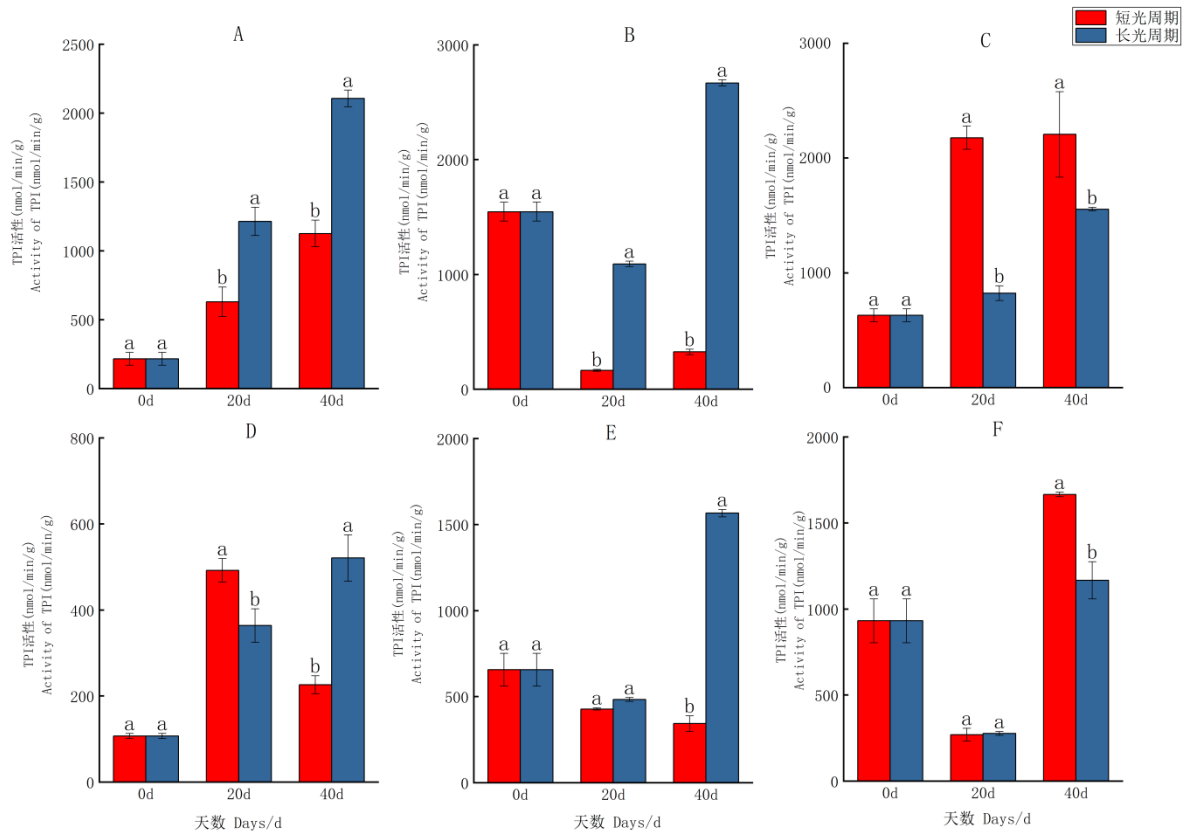 短光周期
长光周期
A
2500
2000
1500
1000
500
0
TPI活性(nmol/min/g)
Activity of TPI(nmol/min/g)
a
a
b
a
b
a
0d
20d
40d
B
3000
2000
1000
0
TPI活性(nmol/min/g)
Activity of TPI(nmol/min/g)
a
a
b
a
b
a
0d
20d
40d
C
3000
2000
1000
0
TPI活性(nmol/min/g)
Activity of TPI(nmol/min/g)
a
a
a
b
a
b
0d
20d
40d
D
800
600
400
200
0
TPI活性(nmol/min/g)
Activity of TPI(nmol/min/g)
a
a
a
b
b
a
0d
20d
40d
天数 Days/d
E
2000
1500
1000
500
0
TPI活性(nmol/min/g)
Activity of TPI(nmol/min/g)
a
a
a
a
b
a
0d
20d
40d
天数 Days/d
F
2000
1500
1000
500
0
TPI活性(nmol/min/g)
Activity of TPI(nmol/min/g)
a
a
a
a
a
b
0d
20d
40d
天数 Days/d